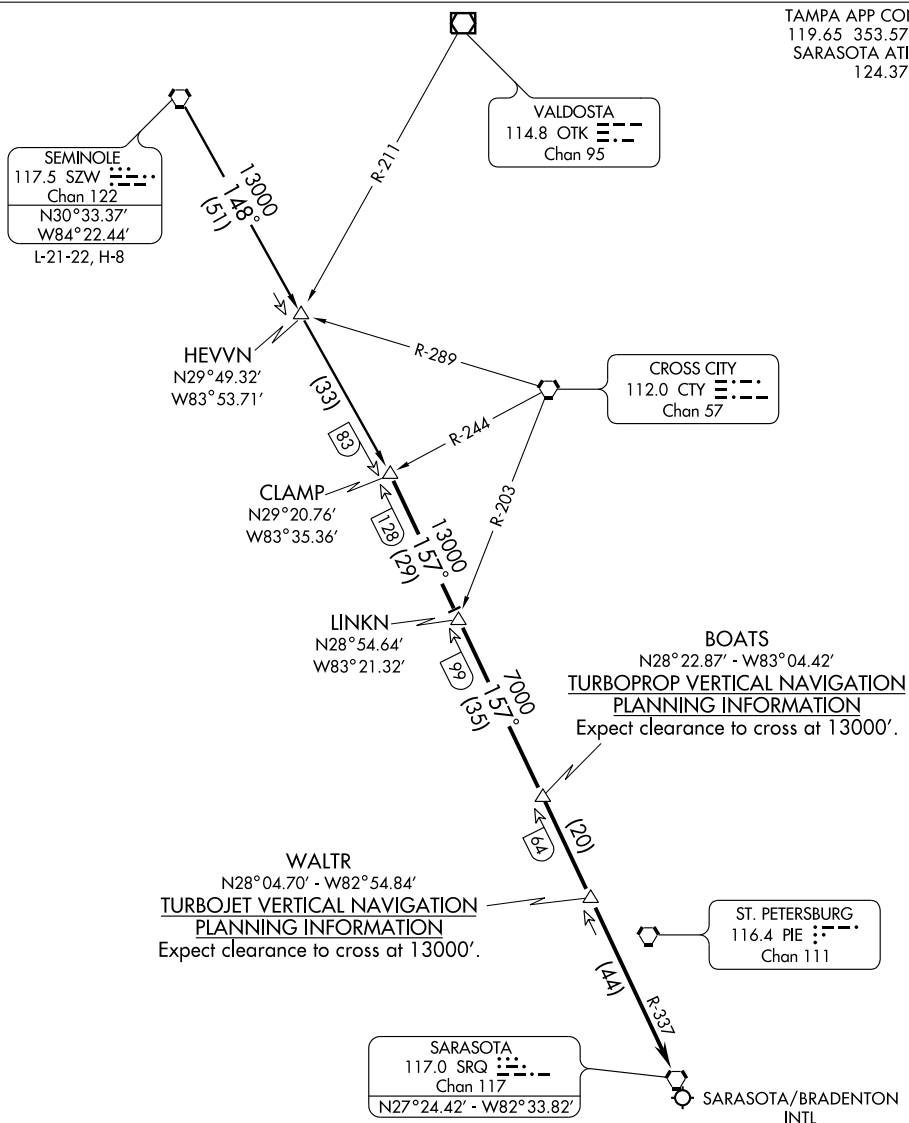 TAMPA APP CO
119.65 353.57
SARASOTA ATI
124.37
VALDOSTA
114.8 OTK
Chan 95
SEMINOLE
117.5 SZW
Chan 122
N30°33.37'
W84°22.44'
L-21-22, H-8
13000
148°
(51)
R-211
HEVVN
N29°49.32'
W83°53.71'
R-289
CROSS CITY
112.0 CTY
Chan 57
(33)
83
R-244
R-203
CLAMP
N29°20.76'
W83°35.36'
128
13000
157°
(29)
LINKN
N28°54.64'
W83°21.32'
99
7000
157°
(35)
BOATS
N28°22.87' - W83°04.42'
TURBOPROP VERTICAL NAVIGATION
PLANNING INFORMATION
Expect clearance to cross at 13000'.
64
(20)
WALTR
N28°04.70' - W82°54.84'
TURBOJET VERTICAL NAVIGATION
PLANNING INFORMATION
Expect clearance to cross at 13000'.
ST. PETERSBURG
116.4 PIE
Chan 111
(44)
R-337
SARASOTA
117.0 SRQ
Chan 117
N27°24.42' - W82°33.82'
SARASOTA/BRADENTON
INTL